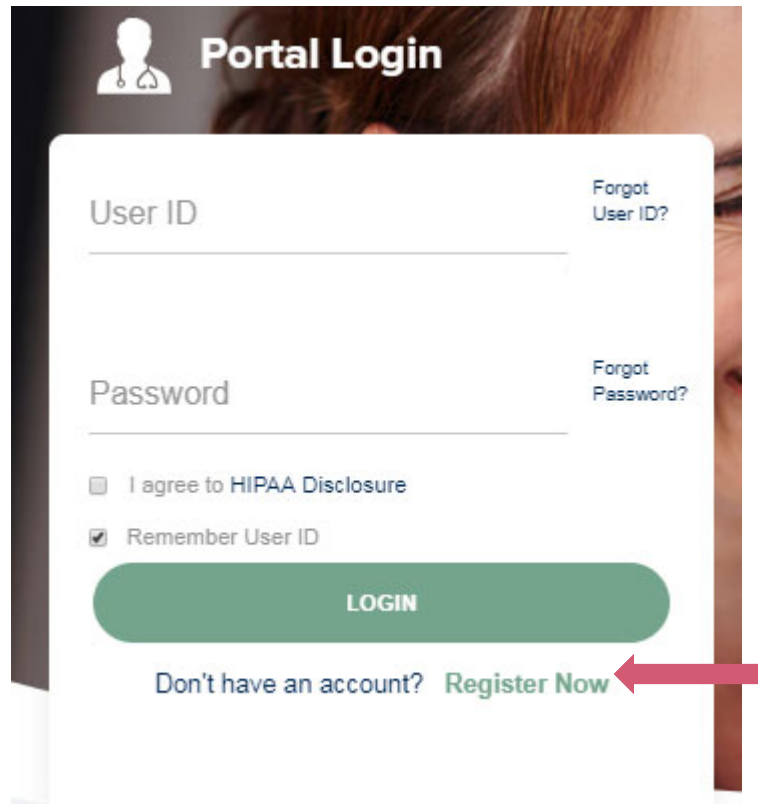 Portal Login
Forgot
User ID?
User ID
Forgot
Password?
Password
I agree to HIPAA Disclosure
Remember User ID
LOGIN
Don't have an account? Register Now